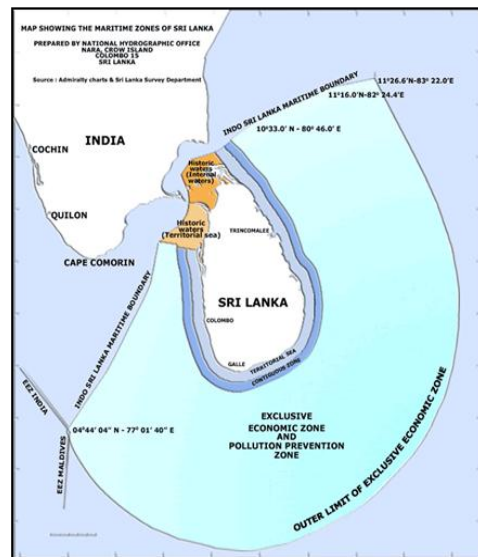 MAP SHOWING THE MARITIME ZONES OF SRI LANKA
PREPARED BY NATIONAL HYDROGRAPHIC OFFICE
NARA, CROW ISLAND
COLOMBO 15
SRI LANKA
Source : Admiralty charts & Sri Lanka Survey Department
INDO SRI LANKA MARITIME BOUNDARY
11°26.6'N-83° 22.0'E
11°16.0'N-82° 24.4'E
10°33.0' N - 80° 46.0' E
INDIA
COCHIN
QUILON
CAPE COMORIN
Historic
waters
(Internal
waters)
Historic
waters
(Territorial sea)
TRINCOMALEE
SRI LANKA
COLOMBO
GALLE
TERRITORIAL SEA
CONTIGUOUS ZONE
INDO SRI LANKA MARITIME BOUNDARY
EEZ INDIA
EEZ MALDIVES
04°44' 04" N - 77° 01' 40" E
EXCLUSIVE
ECONOMIC ZONE
AND
POLLUTION PREVENTION
ZONE
OUTER LIMIT OF EXCLUSIVE ECONOMIC ZONE